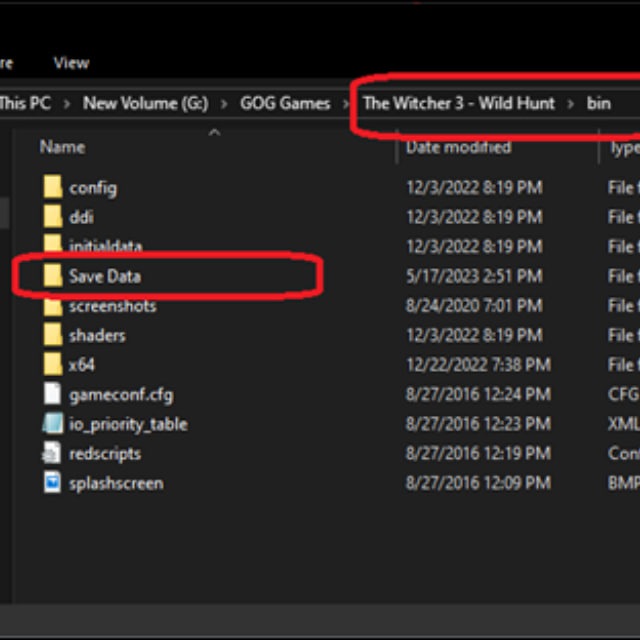 re View
This PC > New Volume (G:) > GOG Games > The Witcher 3 - Wild Hunt > bin
Name Date modified Type
config 12/3/2022 8:19 PM File f
ddi 12/3/2022 8:19 PM File f
initialdata 12/3/2022 8:19 PM File f
Save Data 5/17/2023 2:51 PM File f
screenshots 8/24/2020 7:01 PM File f
shaders 12/3/2022 8:19 PM File f
x64 12/22/2022 7:38 PM File f
gameconf.cfg 8/27/2016 12:24 PM CFG
io_priority_table 8/27/2016 12:23 PM XML
redscripts 8/27/2016 12:19 PM Con
splashscreen 8/27/2016 12:09 PM BMP